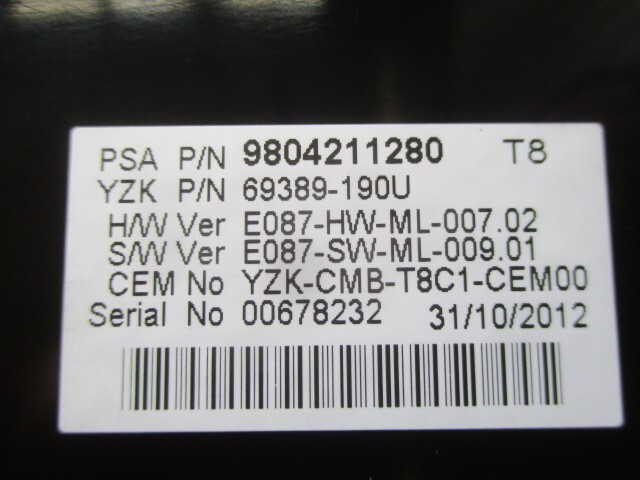 PSA P/N 9804211280 T8
YZK P/N 69389-190U
H/W Ver E087-HW-ML-007.02
S/W Ver E087-SW-ML-009.01
CEM No YZK-CMB-T8C1-CEM00
Serial No 00678232 31/10/2012